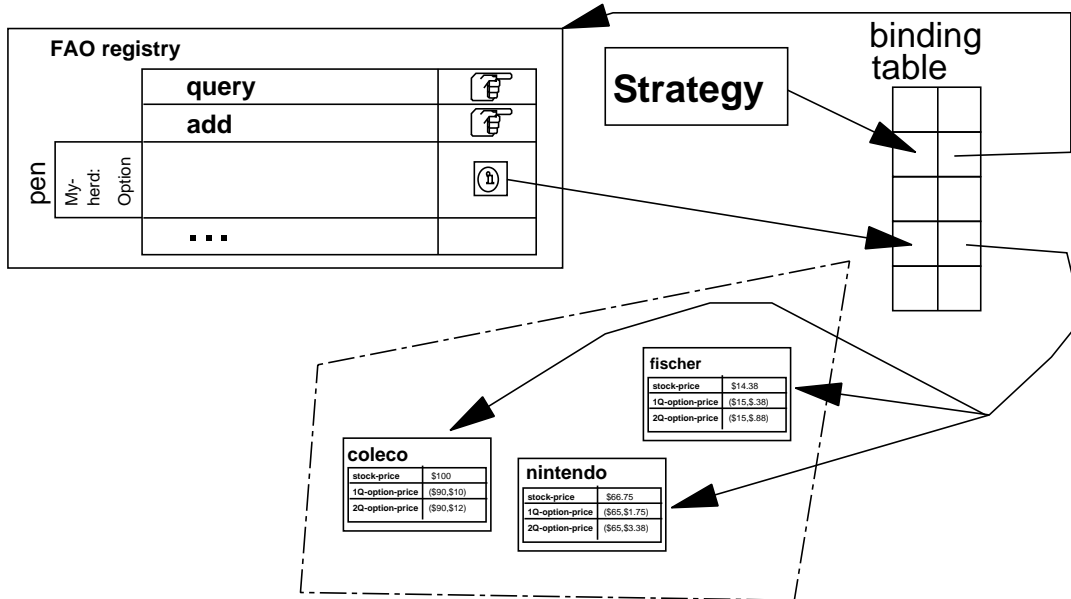 FAO registry
query
add
pen
My-
herd:
Option
...
Strategy
binding
table
fischer
stock-price $14.38
1Q-option-price ($15,$.38)
2Q-option-price ($15,$.88)
coleco
stock-price $100
1Q-option-price ($90,$10)
2Q-option-price ($90,$12)
nintendo
stock-price $66.75
1Q-option-price ($65,$1.75)
2Q-option-price ($65,$3.38)